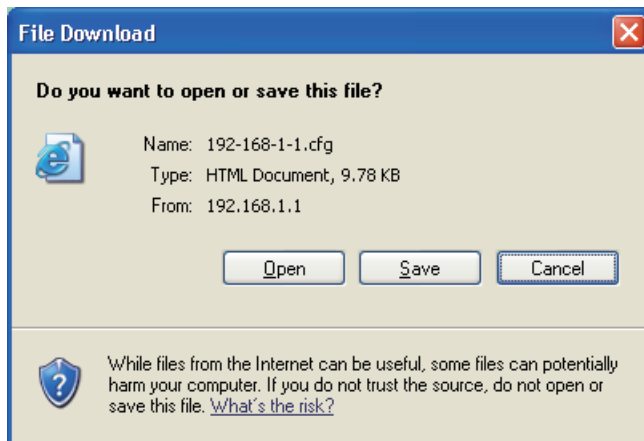 File Download
Do you want to open or save this file?
Name: 192-168-1-1.cfg
Type: HTML Document, 9.78 KB
From: 192.168.1.1
Open Save Cancel
While files from the Internet can be useful, some files can potentially
harm your computer. If you do not trust the source, do not open or
save this file. What's the risk?